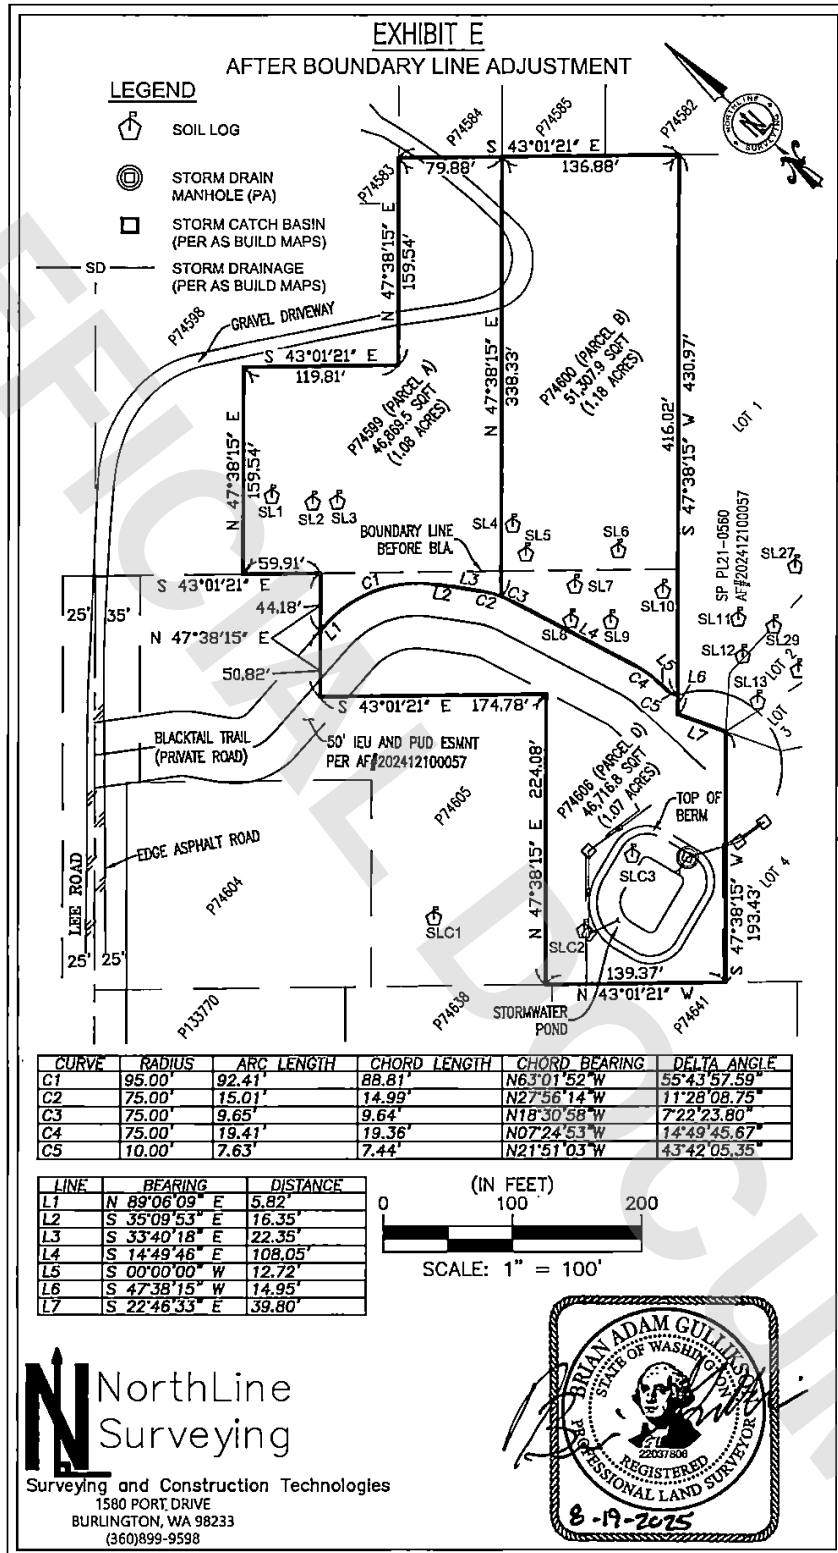 EXHIBIT E
AFTER BOUNDARY LINE ADJUSTMENT
LEGEND
SOIL LOG
STORM DRAIN
MANHOLE (PA)
STORM CATCH BASIN
(PER AS BUILD MAPS)
SD
STORM DRAINAGE
(PER AS BUILD MAPS)
NORTHLINE
SURVEYING
P74584
P74585
P74582
P74583
P74598
S 43°01'21" E
79.88'
136.88'
N 47°38'15" E
159.54'
GRAVEL DRIVEWAY
S 43°01'21" E
119.81'
N 47°38'15" E
338.33'
P74599 (PARCEL A)
46,869.5 SQFT
(1.08 ACRES)
P74600 (PARCEL B)
51,307.9 SQFT
(1.18 ACRES)
S 47°38'15" W 430.97'
416.02'
LOT 1
SP PL21-0560
AF#202412100057
N 47°38'15" E
159.54'
SL1
SL2
SL3
SL4
SL5
SL6
SL7
SL8
SL9
SL10
SL11
SL12
SL13
SL27
SL29
BOUNDARY LINE
BEFORE BLA.
59.91'
S 43°01'21" E
44.18'
N 47°38'15" E
50.82'
25'
35'
L1
C1
L2
L3
C2
C3
L4
C4
L5
C5
L6
L7
LOT 2
LOT 3
LOT 4
S 43°01'21" E 174.78'
BLACKTAIL TRAIL
(PRIVATE ROAD)
50' IEU AND PUD ESMNT
PER AF#202412100057
P74605
N 47°38'15" E 224.08'
P74606 (PARCEL D)
46,716.8 SQFT
(1.07 ACRES)
TOP OF
BERM
EDGE ASPHALT ROAD
LEE ROAD
P74604
SLC1
SLC2
SLC3
S 47°38'15" W
193.43'
25'
25'
139.37'
N 43°01'21" W
STORMWATER
POND
P133770
P74638
P74641
CURVE RADIUS ARC LENGTH CHORD LENGTH CHORD BEARING DELTA ANGLE
C1 95.00' 92.41' 88.81' N63°01'52"W 55°43'57.59"
C2 75.00' 15.01' 14.99' N27°56'14"W 11°28'08.75"
C3 75.00' 9.65' 9.64' N18°30'58"W 7°22'23.80"
C4 75.00' 19.41' 19.36' N07°24'53"W 14°49'45.67"
C5 10.00' 7.63' 7.44' N21°51'03"W 43°42'05.35"
LINE BEARING DISTANCE
L1 N 89°06'09" E 5.82'
L2 S 35°09'53" E 16.35'
L3 S 33°40'18" E 22.35'
L4 S 14°49'46" E 108.05'
L5 S 00°00'00" W 12.72'
L6 S 47°38'15" W 14.95'
L7 S 22°46'33" E 39.80'
(IN FEET)
0 100 200
SCALE: 1" = 100'
NorthLine
Surveying
Surveying and Construction Technologies
1580 PORT DRIVE
BURLINGTON, WA 98233
(360)899-9598
BRIAN ADAM GULLIKSON
STATE OF WASHINGTON
22037806
REGISTERED
PROFESSIONAL LAND SURVEYOR
8-19-2025